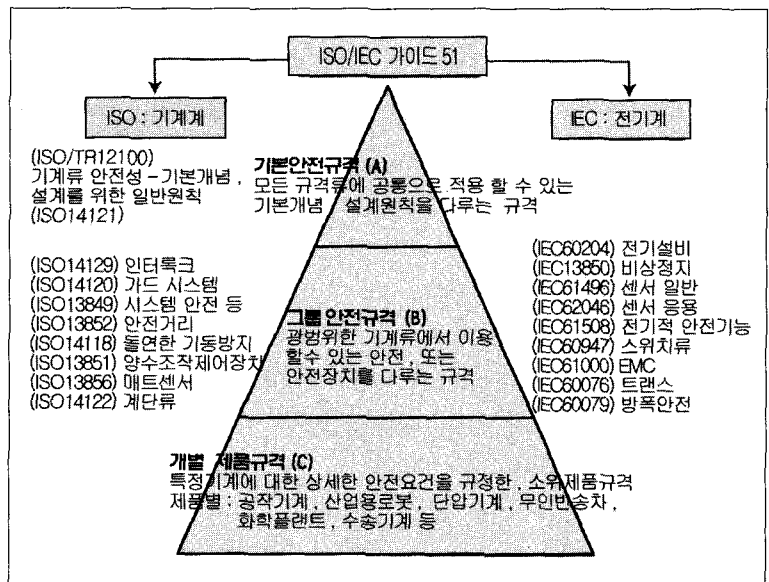 ISO/IEC 가이드 51
ISO : 기계계
IEC : 전기계
(ISO/TR12100)
기계류 안전성 - 기본개념 ,
설계를 위한 일반원칙
(ISO14121)
기본안전규격 (A)
모든 규격류에 공통으로 적용 할 수 있는
기본개념 , 설계원칙을 다루는 규격
(ISO14129) 인터록크
(ISO14120) 가드 시스템
(ISO13849) 시스템 안전 등
(ISO13852) 안전거리
(ISO14118) 돌연한 기동방지
(ISO13851) 양수조작제어장치
(ISO13856) 매트센서
(ISO14122) 계단류
그룹안전규격 (B)
광범위한 기계류에서 이용
할수 있는 안전 , 또는
안전장치를 다루는 규격
(IEC60204) 전기설비
(IEC13850) 비상정지
(IEC61496) 센서 일반
(IEC62046) 센서 응용
(IEC61508) 전기적 안전기능
(IEC60947) 스위치류
(IEC61000) EMC
(IEC60076) 트랜스
(IEC60079) 방폭안전
개별 제품규격 (C)
특정기계에 대한 상세한 안전요건을 규정한 , 소위제품규격
제품별 : 공작기계 , 산업용로봇 , 단압기계 , 무인반송차 ,
화학플랜트 , 수송기계 등